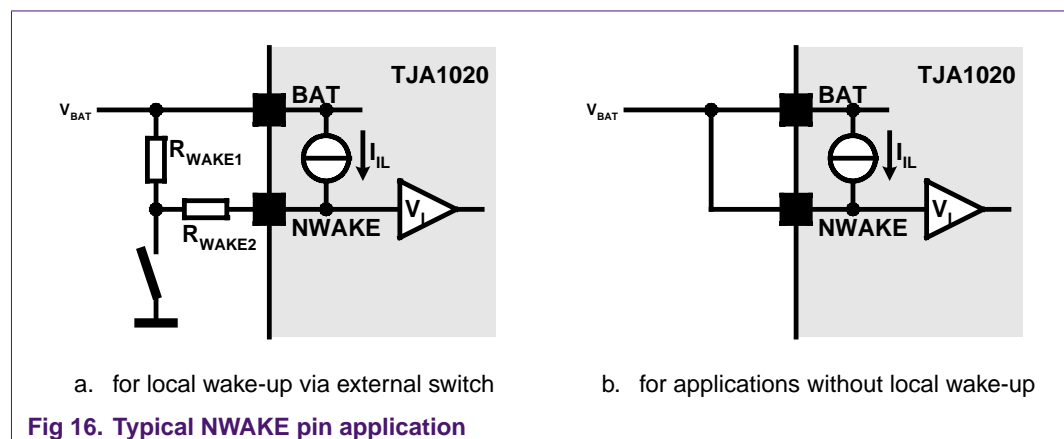 TJA1020
BAT
V_BAT
R_WAKE1
I_IL
R_WAKE2
NWAKE
V_I
TJA1020
BAT
V_BAT
I_IL
NWAKE
V_I
a. for local wake-up via external switch
b. for applications without local wake-up
Fig 16. Typical NWAKE pin application